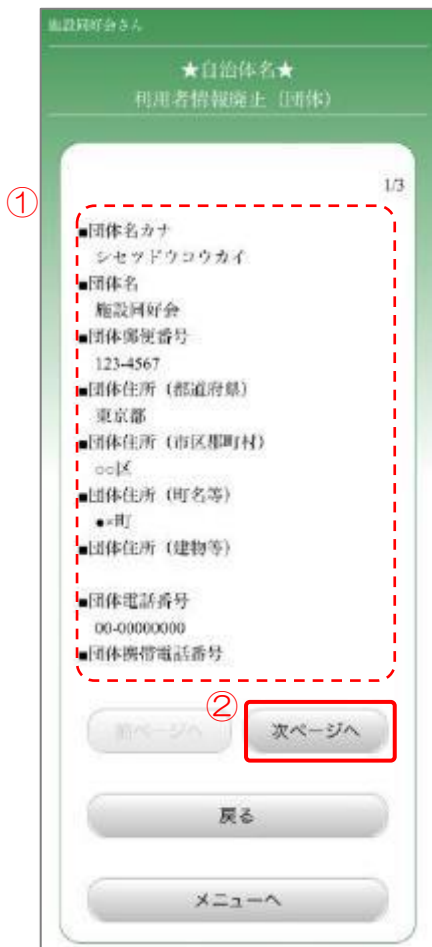 施設同好会さん
★自治体名★
利用者情報廃止（団体）
1/3
①
■団体名カナ
シセツドウコウカイ
■団体名
施設同好会
■団体郵便番号
123-4567
■団体住所（都道府県）
東京都
■団体住所（市区郡町村）
○○区
■団体住所（町名等）
●×町
■団体住所（建物等）
■団体電話番号
00-00000000
■団体携帯電話番号
②
前ページへ 次ページへ
戻る
メニューへ